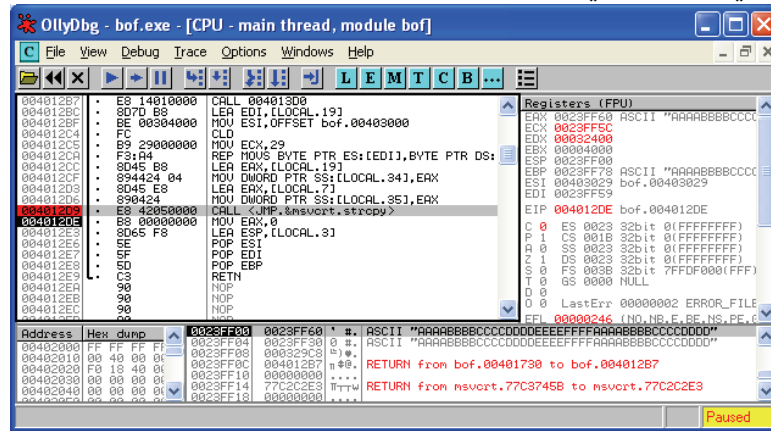 OllyDbg - bof.exe - [CPU - main thread, module bof]
C File View Debug Trace Options Windows Help
L E M T C B ...
004012B7 . E8 14010000 CALL 004013D0
004012BC . 8D7D B8 LEA EDI,[LOCAL.19]
004012BF . BE 00304000 MOV ESI,OFFSET bof.00403000
004012C4 . FC CLD
004012C5 . B9 29000000 MOV ECX,29
004012CA . F3:A4 REP MOVS BYTE PTR ES:[EDI],BYTE PTR DS:
004012CC . 8D45 B8 LEA EAX,[LOCAL.19]
004012CF . 894424 04 MOV DWORD PTR SS:[LOCAL.34],EAX
004012D3 . 8D45 E8 LEA EAX,[LOCAL.7]
004012D6 . 890424 MOV DWORD PTR SS:[LOCAL.35],EAX
004012D9 . E8 42050000 CALL <JMP.&msvcrt.strcpy>
004012DE . B8 00000000 MOV EAX,0
004012E3 . 8D65 F8 LEA ESP,[LOCAL.3]
004012E6 . 5E POP ESI
004012E7 . 5F POP EDI
004012E8 . 5D POP EBP
004012E9 . C3 RETN
004012EA 90 NOP
004012EB 90 NOP
004012EC 90 NOP
Registers (FPU)
EAX 0023FF60 ASCII "AAAABBBBCCCC
ECX 0023FF5C
EDX 00032400
EBX 00004000
ESP 0023FF00
EBP 0023FF78 ASCII "AAAABBBBCCCC
ESI 00403029 bof.00403029
EDI 0023FF59
EIP 004012DE bof.004012DE
C 0 ES 0023 32bit 0(FFFFFFFF)
P 1 CS 001B 32bit 0(FFFFFFFF)
A 0 SS 0023 32bit 0(FFFFFFFF)
Z 1 DS 0023 32bit 0(FFFFFFFF)
S 0 FS 003B 32bit 7FFDF000(FFF)
T 0 GS 0000 NULL
D 0
O 0 LastErr 00000002 ERROR_FILE
EFL 00000246 (NO,NB,E,BE,NS,PE,G
Address Hex dump
00402000 FF FF FF FF
00402010 00 40 00 00
00402020 F0 18 40 00
00402030 00 00 00 00
00402040 00 00 00 00
0023FF00 0023FF60 ` #. ASCII "AAAABBBBCCCCDDDDEEEEFFFFAAAABBBBCCCCDDDD"
0023FF04 0023FF30 0 #. ASCII "AAAABBBBCCCCDDDDEEEEFFFFAAAABBBBCCCCDDDD"
0023FF08 000329C8
0023FF0C 004012B7 RETURN from bof.00401730 to bof.004012B7
0023FF10 00000000 ....
0023FF14 77C2C2E3 RETURN from msvcrt.77C3745B to msvcrt.77C2C2E3
0023FF18 00000000 ....
Paused